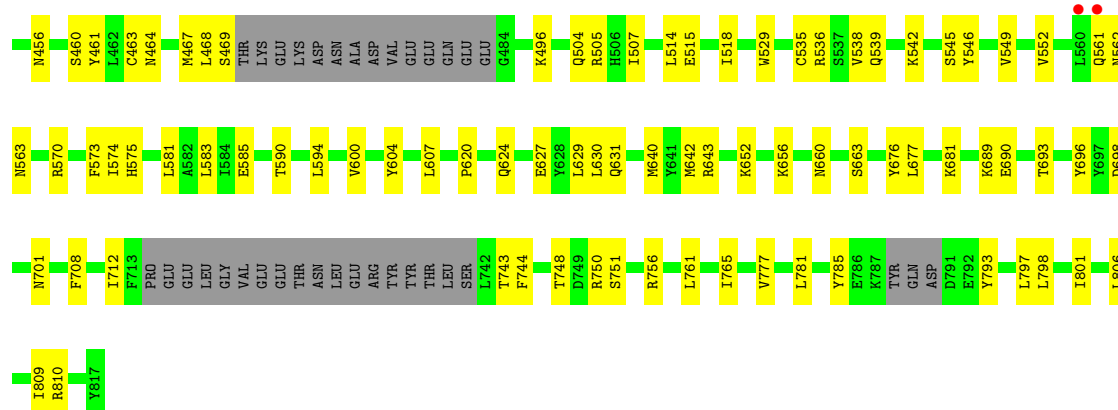 N456 S460 Y461 L462 C463 N464 M467 L468 S469 THR LYS GLU LYS ASP ASN ALA ASP VAL GLU GLU GLN GLU GLU G484 K496 Q504 R505 H506 I507 L514 E515 I518 W529 C535 R536 S537 V538 Q539 K542 S545 Y546 V549 V552 L560 Q561 N562
N563 R570 F573 I574 H575 L581 A582 L583 I584 E585 T590 L594 V600 Y604 L607 P620 Q624 E627 Y628 L629 L630 Q631 M640 Y641 M642 R643 K652 K656 N660 S663 Y676 L677 K681 K689 E690 T693 Y696 Y697 D698
N701 F708 I712 F713 PRO GLU GLU LEU GLY VAL GLU GLU THR ASN LEU GLU ARG TYR TYR THR LEU SER L742 T743 F744 T748 D749 R750 S751 R756 L761 I765 V777 L781 Y785 E786 K787 TYR GLN ASP D791 E792 Y793 L797 L798 I801
I809 R810 Y817